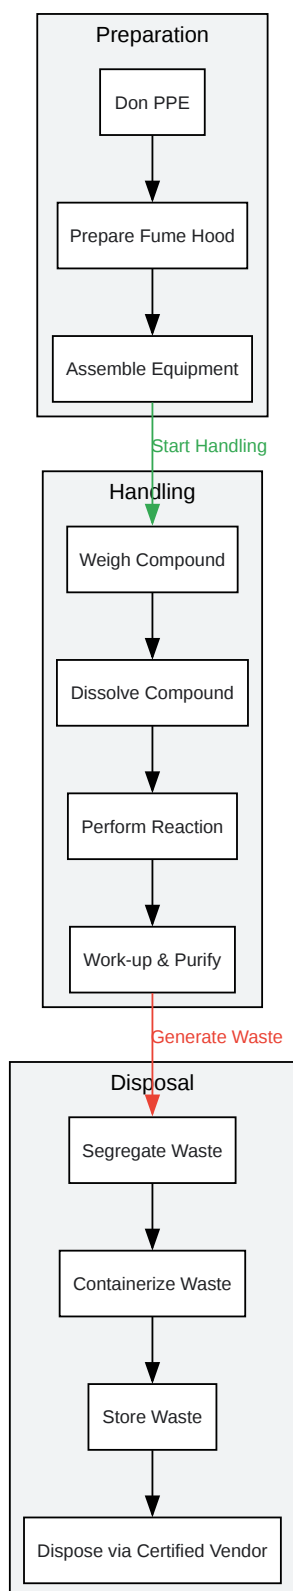 Preparation
Don PPE
Prepare Fume Hood
Assemble Equipment
Start Handling
Handling
Weigh Compound
Dissolve Compound
Perform Reaction
Work-up & Purify
Generate Waste
Disposal
Segregate Waste
Containerize Waste
Store Waste
Dispose via Certified Vendor